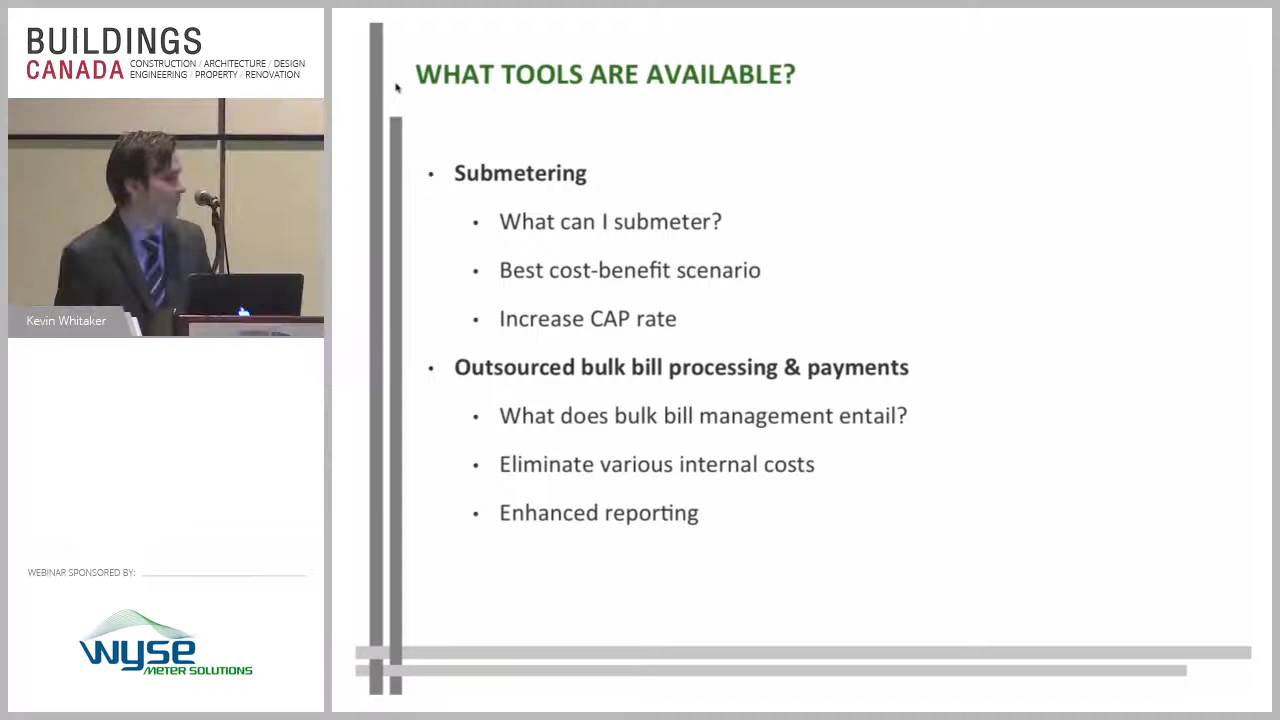 BUILDINGS
CANADA
CONSTRUCTION / ARCHITECTURE / DESIGN
ENGINEERING / PROPERTY / RENOVATION
Kevin Whitaker
WEBINAR SPONSORED BY:
wyse
METER SOLUTIONS
WHAT TOOLS ARE AVAILABLE?
• Submetering
• What can I submeter?
• Best cost-benefit scenario
• Increase CAP rate
• Outsourced bulk bill processing & payments
• What does bulk bill management entail?
• Eliminate various internal costs
• Enhanced reporting